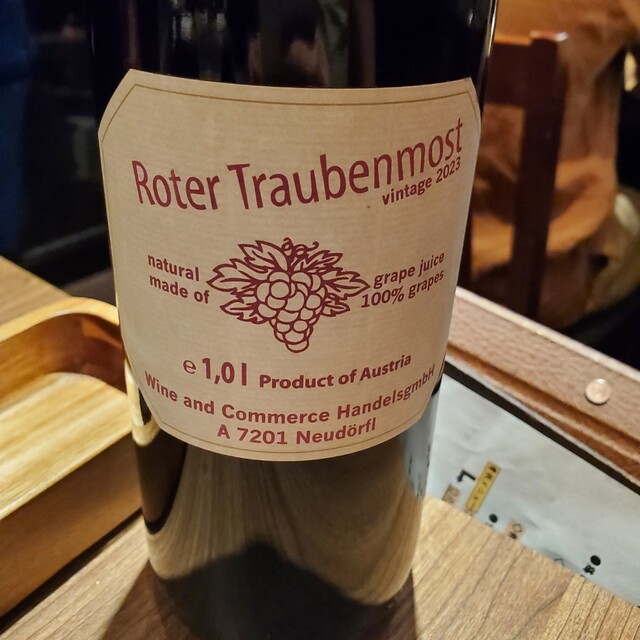 Roter Traubenmost
vintage 2023
natural
made of
grape juice
100% grapes
e 1,0 l Product of Austria
Wine and Commerce HandelsgmbH
A 7201 Neudörfl